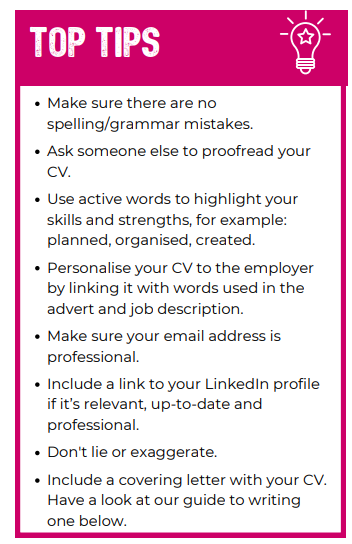 TOP TIPS
• Make sure there are no
spelling/grammar mistakes.
• Ask someone else to proofread your
CV.
• Use active words to highlight your
skills and strengths, for example:
planned, organised, created.
• Personalise your CV to the employer
by linking it with words used in the
advert and job description.
• Make sure your email address is
professional.
• Include a link to your LinkedIn profile
if it’s relevant, up-to-date and
professional.
• Don't lie or exaggerate.
• Include a covering letter with your CV.
Have a look at our guide to writing
one below.